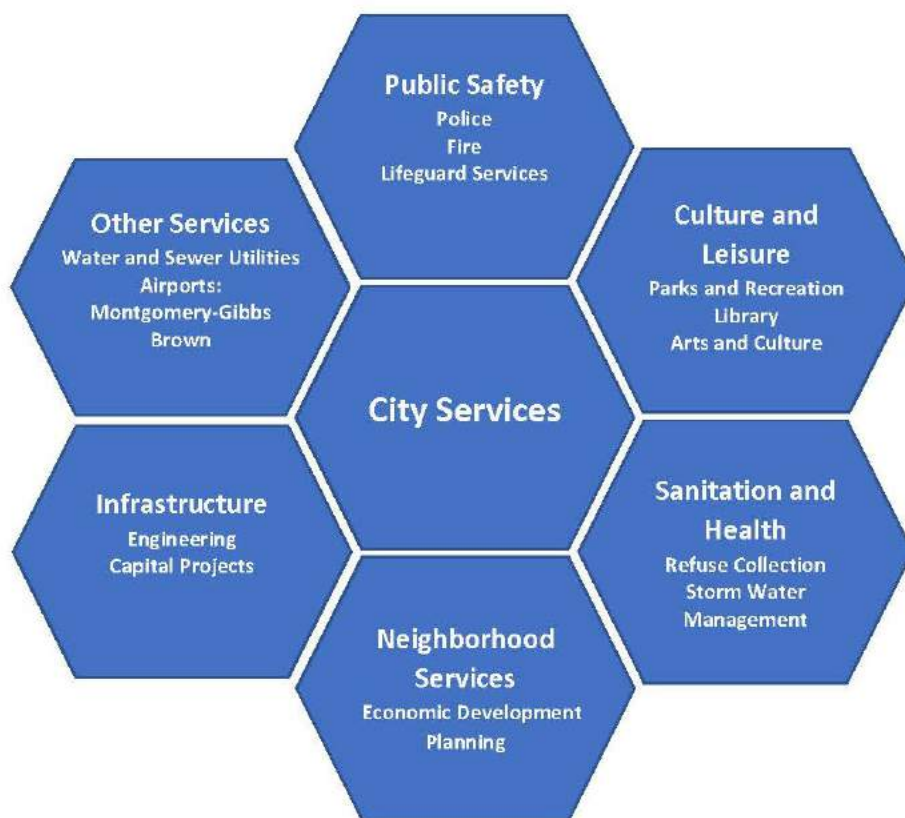 Public Safety
Police
Fire
Lifeguard Services
Other Services
Water and Sewer Utilities
Airports:
Montgomery-Gibbs
Brown
Culture and
Leisure
Parks and Recreation
Library
Arts and Culture
City Services
Infrastructure
Engineering
Capital Projects
Sanitation and
Health
Refuse Collection
Storm Water
Management
Neighborhood
Services
Economic Development
Planning